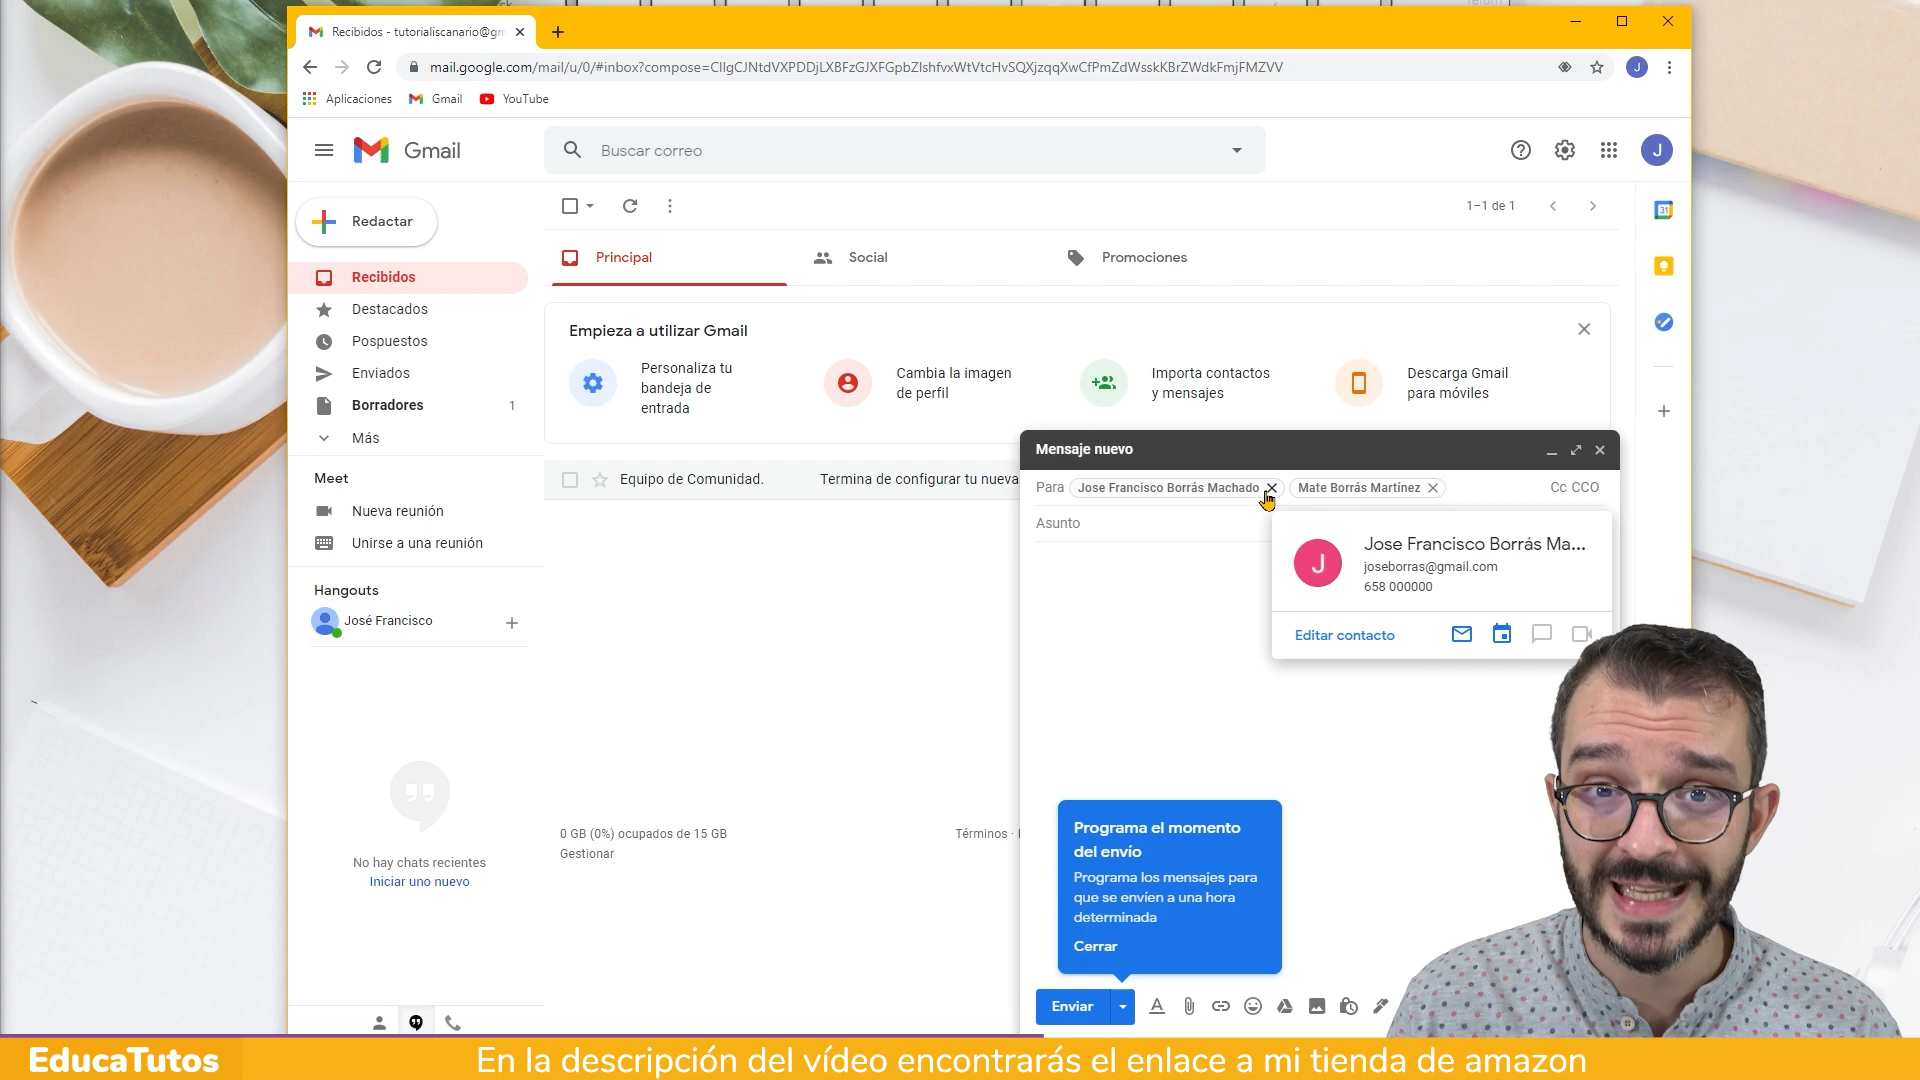 Recibidos - tutorialiscanario@gm
mail.google.com/mail/u/0/#inbox?compose=CllgCJNtdVXPDDjLXBFzGJXFGpbZlshfvxWtVtcHvSQXjzqqXwCfPmZdWsskKBrZWdkFmjFMZVV
J
Aplicaciones
Gmail
YouTube
Gmail
Buscar correo
J
Redactar
1-1 de 1
31
Principal
Social
Promociones
Recibidos
Destacados
Pospuestos
Enviados
Borradores 1
Más
Empieza a utilizar Gmail
Personaliza tu
bandeja de
entrada
Cambia la imagen
de perfil
Importa contactos
y mensajes
Descarga Gmail
para móviles
Equipo de Comunidad.
Termina de configurar tu nueva
Meet
Nueva reunión
Unirse a una reunión
Hangouts
José Francisco
No hay chats recientes
Iniciar uno nuevo
0 GB (0%) ocupados de 15 GB
Gestionar
Términos ·
Mensaje nuevo
Para Jose Francisco Borrás Machado Mate Borrás Martínez Cc CCO
Asunto
J
Jose Francisco Borrás Ma...
joseborras@gmail.com
658 000000
Editar contacto
Programa el momento
del envío
Programa los mensajes para
que se envíen a una hora
determinada
Cerrar
Enviar
EducaTutos
En la descripción del vídeo encontrarás el enlace a mi tienda de amazon